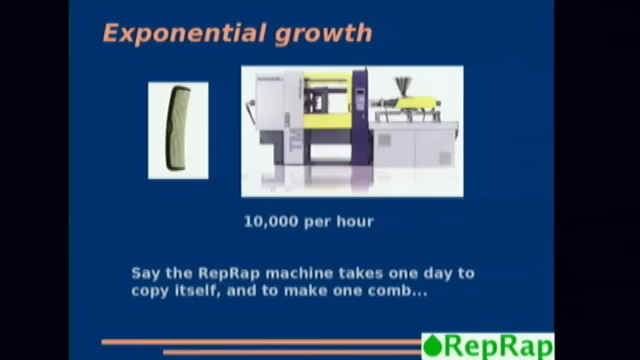 Exponential growth
10,000 per hour
Say the RepRap machine takes one day to
copy itself, and to make one comb...
RepRap